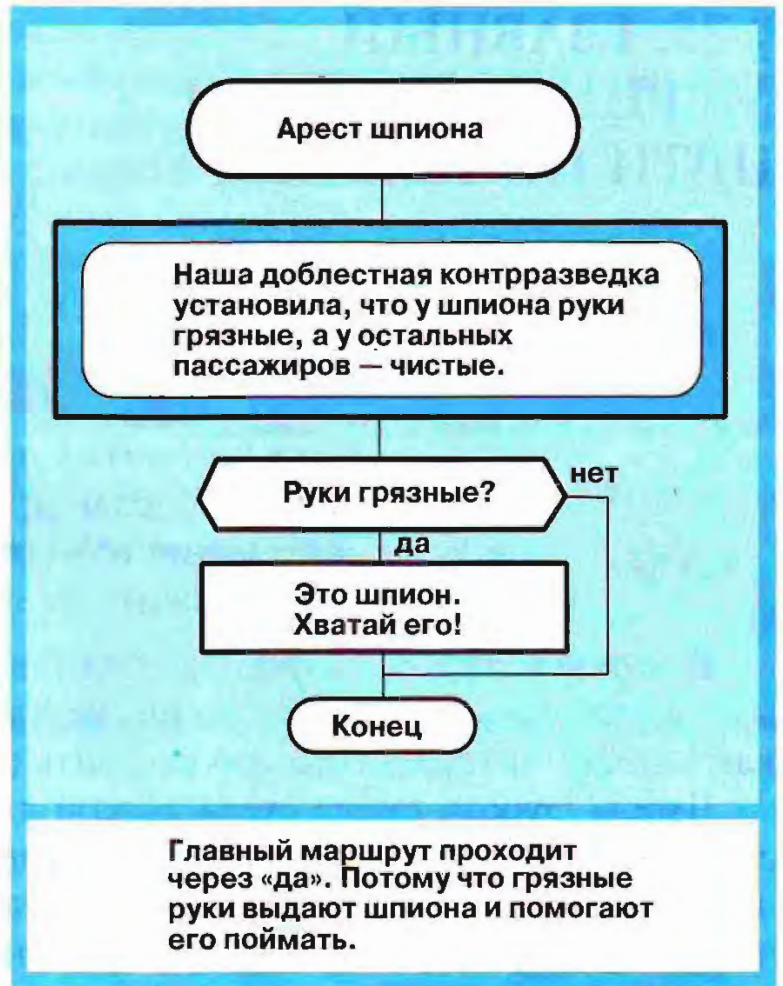 Арест шпиона
Наша доблестная контрразведка
установила, что у шпиона руки
грязные, а у остальных
пассажиров — чистые.
Руки грязные?
нет
да
Это шпион.
Хватай его!
Конец
Главный маршрут проходит
через «да». Потому что грязные
руки выдают шпиона и помогают
его поймать.